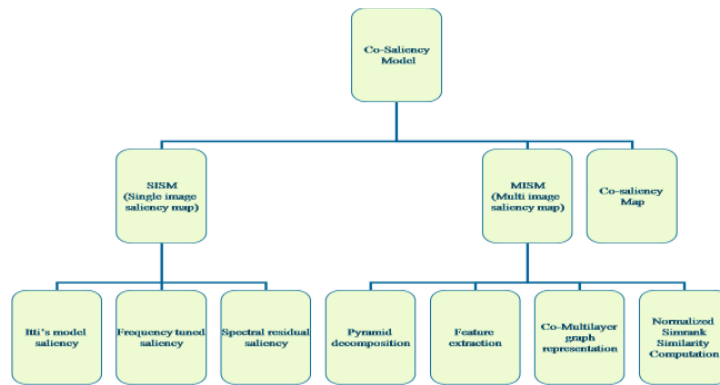 Co-Saliency
Model
SISM
(Single image
saliency map)
MISM
(Multi image
saliency map)
Co-saliency
Map
Itti's model
saliency
Frequency tuned
saliency
Spectral residual
saliency
Pyramid
decomposition
Feature
extraction
Co-Multilayer
graph
representation
Normalized
Simrank
Similarity
Computation